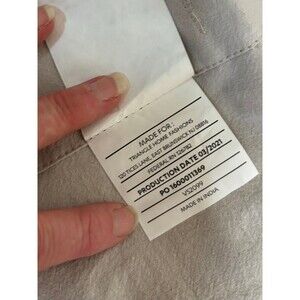 MADE FOR:
TRIANGLE HOME FASHIONS
120 TICES LANE, EAST BRUNSWICK NJ 08816
FEDERAL RN 126782
PRODUCTION DATE 03/2021
PO 1600011369
VS2099
MADE IN INDIA